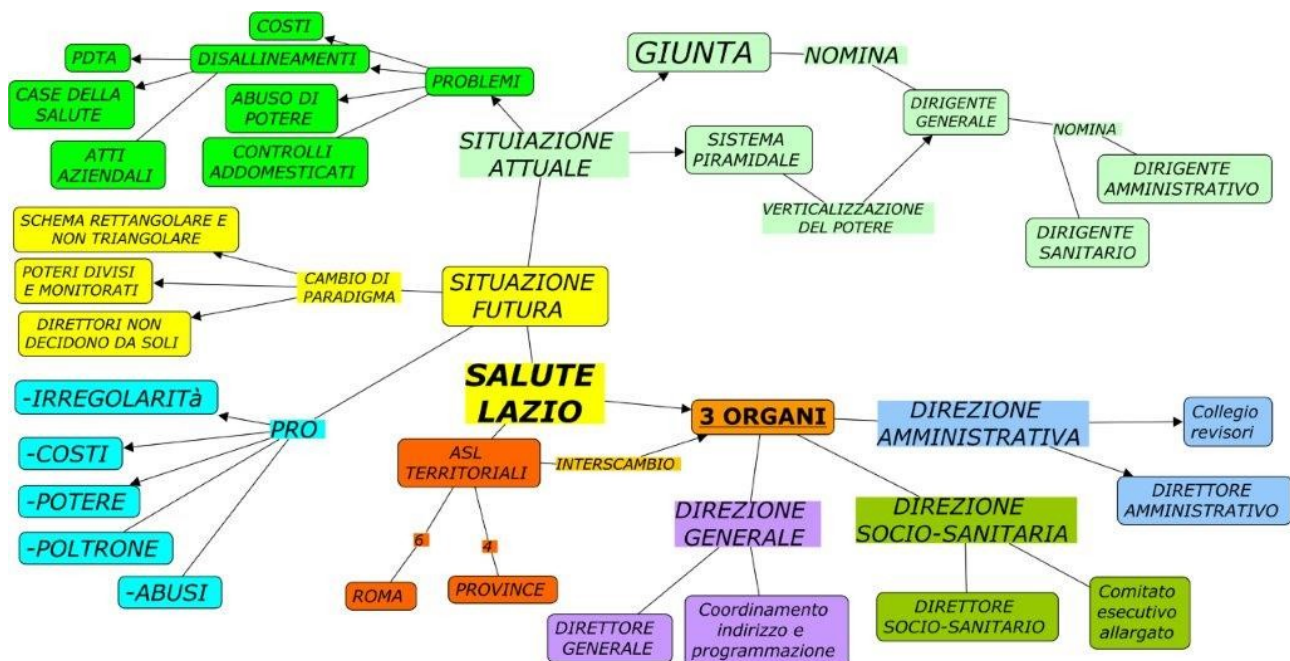 COSTI
PDTA
DISALLINEAMENTI
CASE DELLA
SALUTE
PROBLEMI
ABUSO DI
POTERE
ATTI
AZIENDALI
CONTROLLI
ADDOMESTICATI
SITUIAZIONE
ATTUALE
GIUNTA
NOMINA
DIRIGENTE
GENERALE
SISTEMA
PIRAMIDALE
NOMINA
DIRIGENTE
AMMINISTRATIVO
VERTICALIZZAZIONE
DEL POTERE
DIRIGENTE
SANITARIO
SCHEMA RETTANGOLARE E
NON TRIANGOLARE
POTERI DIVISI
E MONITORATI
CAMBIO DI
PARADIGMA
DIRETTORI NON
DECIDONO DA SOLI
SITUAZIONE
FUTURA
-IRREGOLARITà
PRO
-COSTI
-POTERE
-POLTRONE
-ABUSI
SALUTE
LAZIO
3 ORGANI
ASL
TERRITORIALI
INTERSCAMBIO
6
4
ROMA
PROVINCE
DIREZIONE
AMMINISTRATIVA
Collegio
revisori
DIRETTORE
AMMINISTRATIVO
DIREZIONE
GENERALE
DIRETTORE
GENERALE
Coordinamento
indirizzo e
programmazione
DIREZIONE
SOCIO-SANITARIA
DIRETTORE
SOCIO-SANITARIO
Comitato
esecutivo
allargato